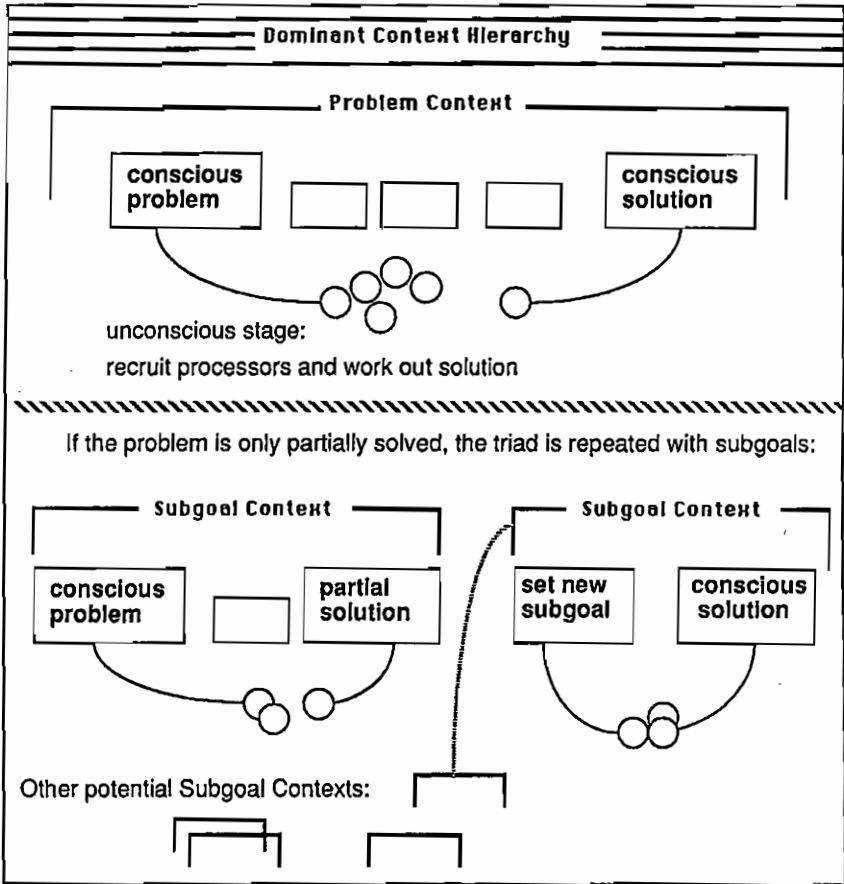 Dominant Context Hierarchy
Problem Context
conscious
problem
conscious
solution
unconscious stage:
recruit processors and work out solution
If the problem is only partially solved, the triad is repeated with subgoals:
Subgoal Context
Subgoal Context
conscious
problem
partial
solution
set new
subgoal
conscious
solution
Other potential Subgoal Contexts: